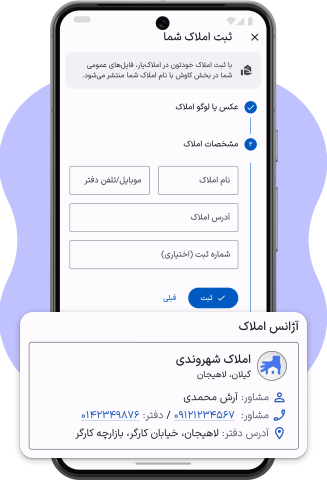 ثبت املاک شما
با ثبت املاک خودتون در املاک‌یار، فایل‌های عمومی
شما در بخش کاوش با نام املاک شما منتشر می‌شود.
عکس یا لوگو املاک
۲ مشخصات املاک
نام املاک موبایل/تلفن دفتر
آدرس املاک
شماره ثبت (اختیاری)
ثبت قبلی
آژانس املاک
املاک شهروندی
گیلان، لاهیجان
مشاور: آرش محمدی
مشاور: ۰۹۱۲۱۲۳۴۵۶۷ / دفتر: ۰۱۴۲۳۴۹۸۷۶
آدرس دفتر: لاهیجان، خیابان کارگر، بازارچه کارگر